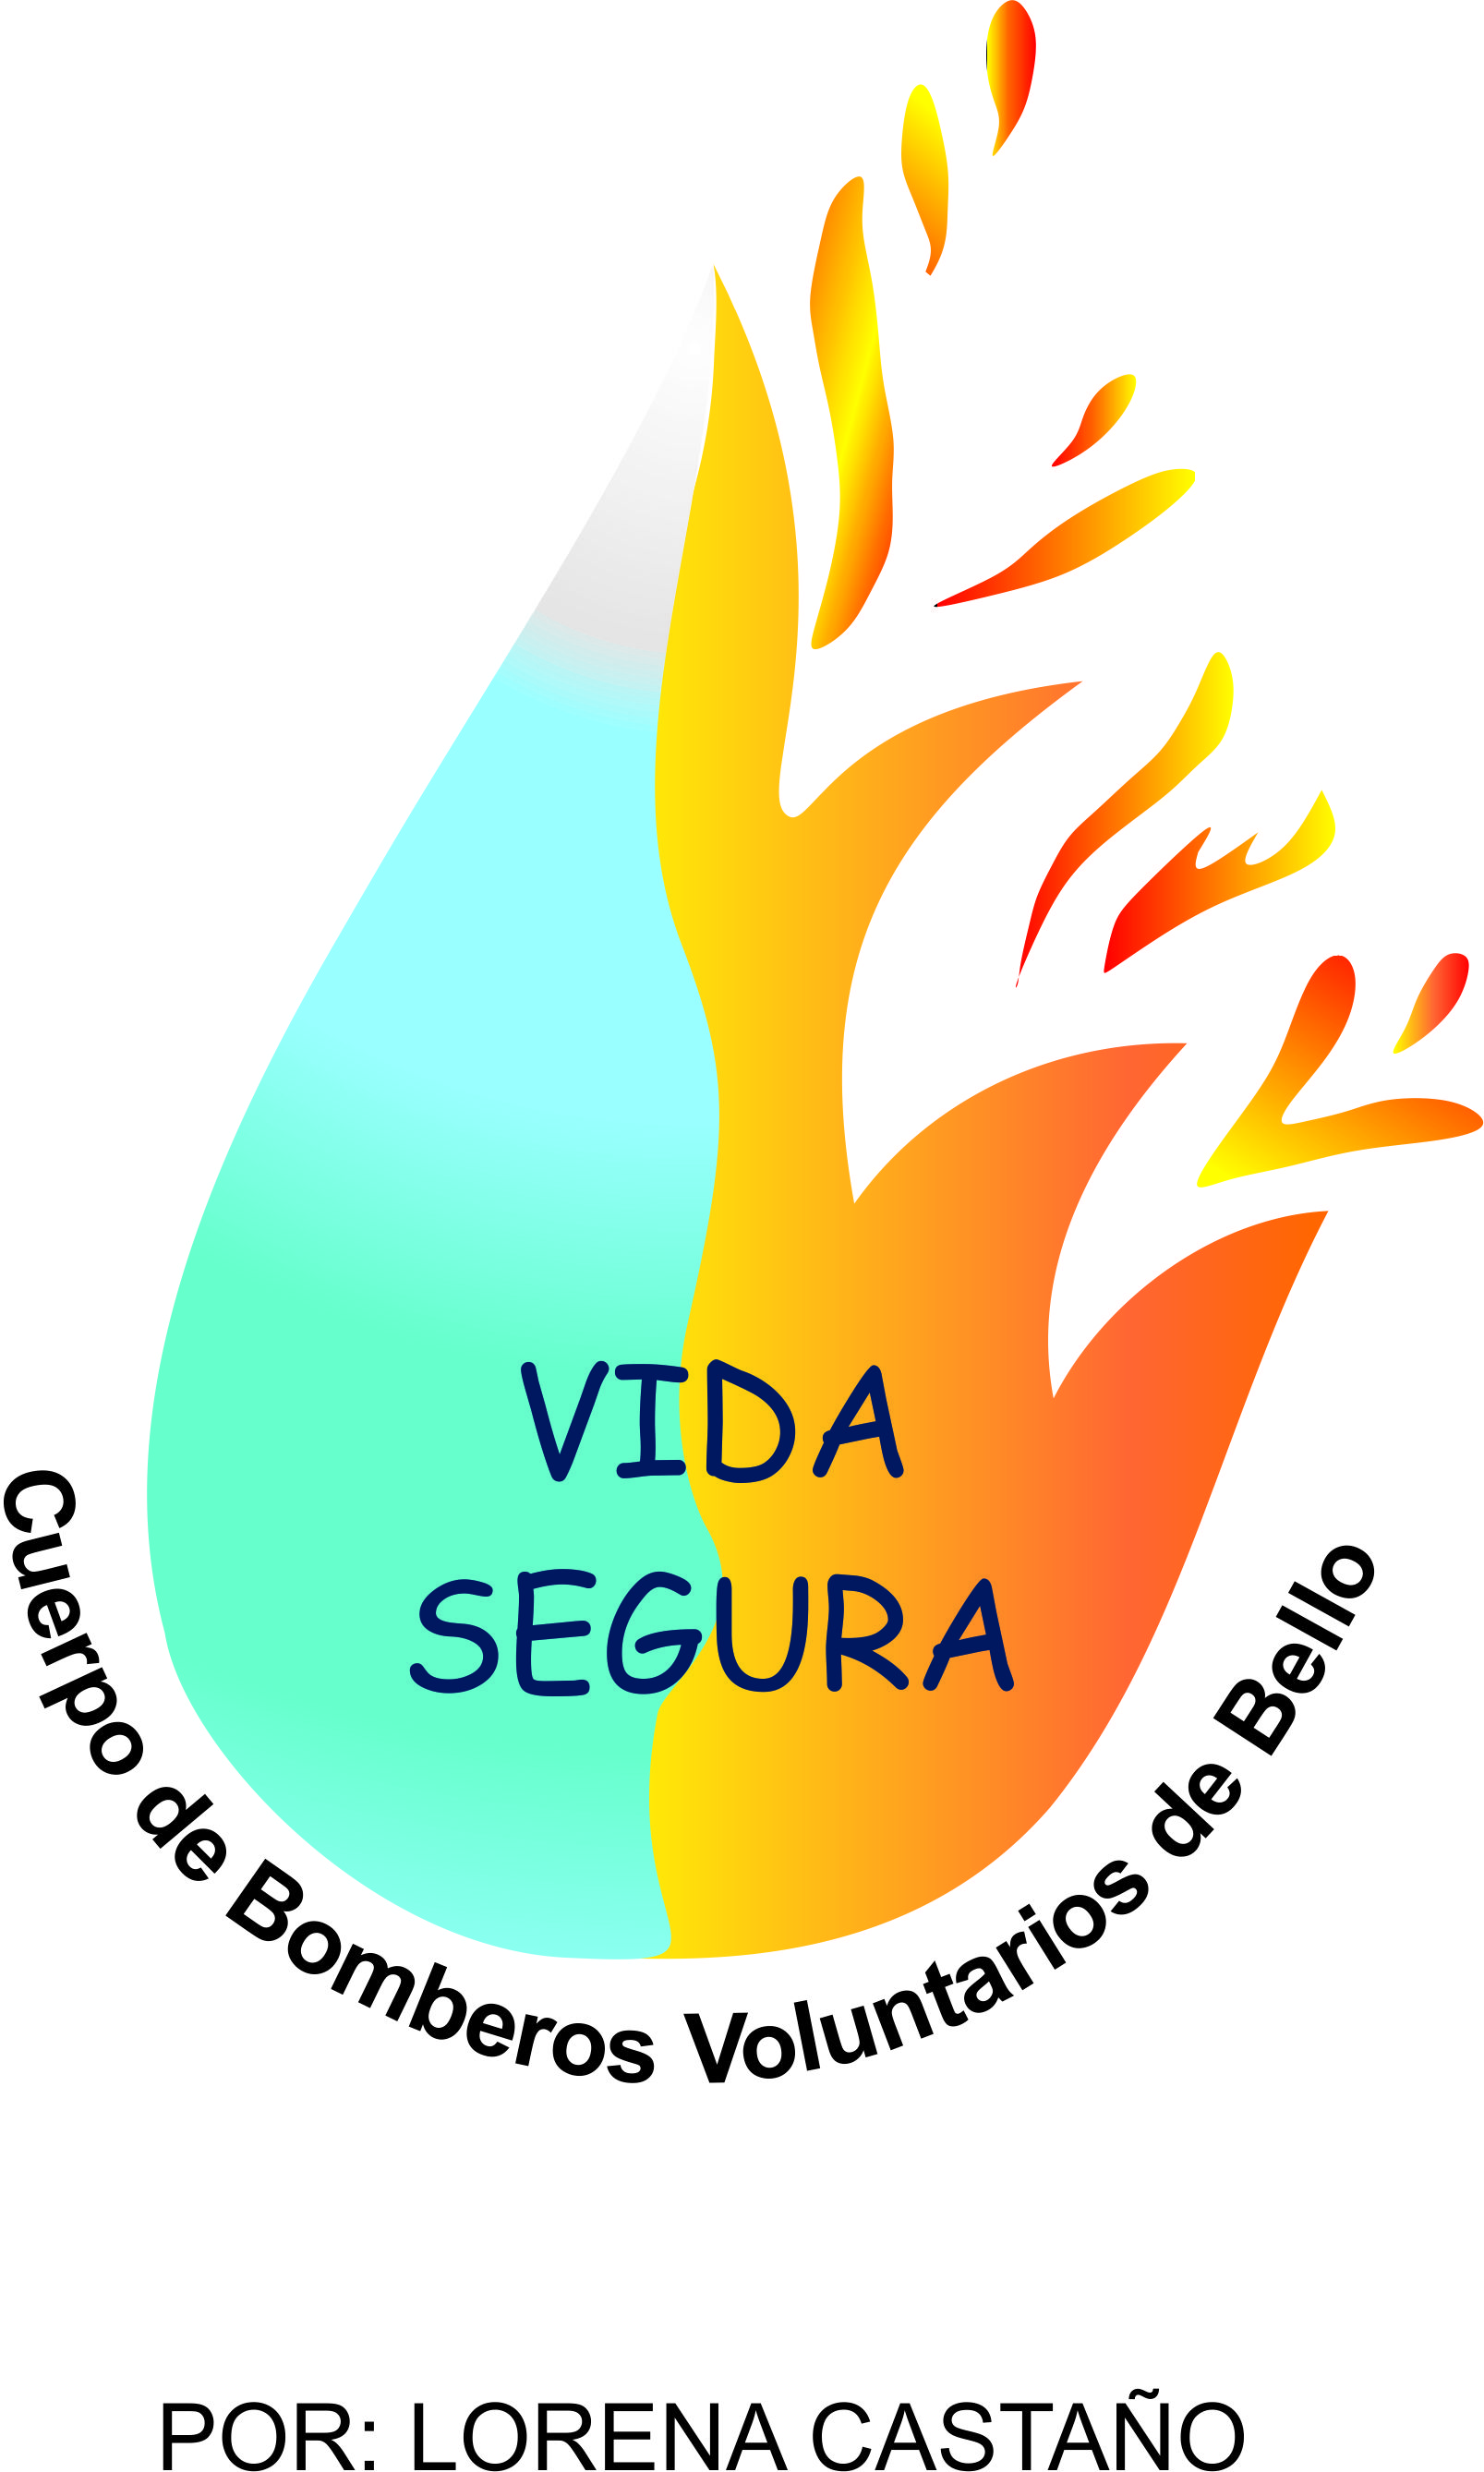 VIDA
SEGURA
Cuerpo de Bomberos Voluntarios de Bello
POR: LORENA CASTAÑO